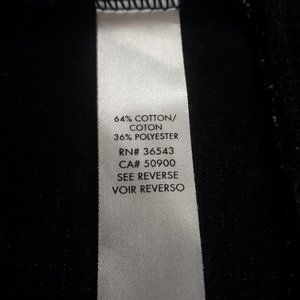 64% COTTON/
COTON
36% POLYESTER
RN# 36543
CA# 50900
SEE REVERSE
VOIR REVERSO